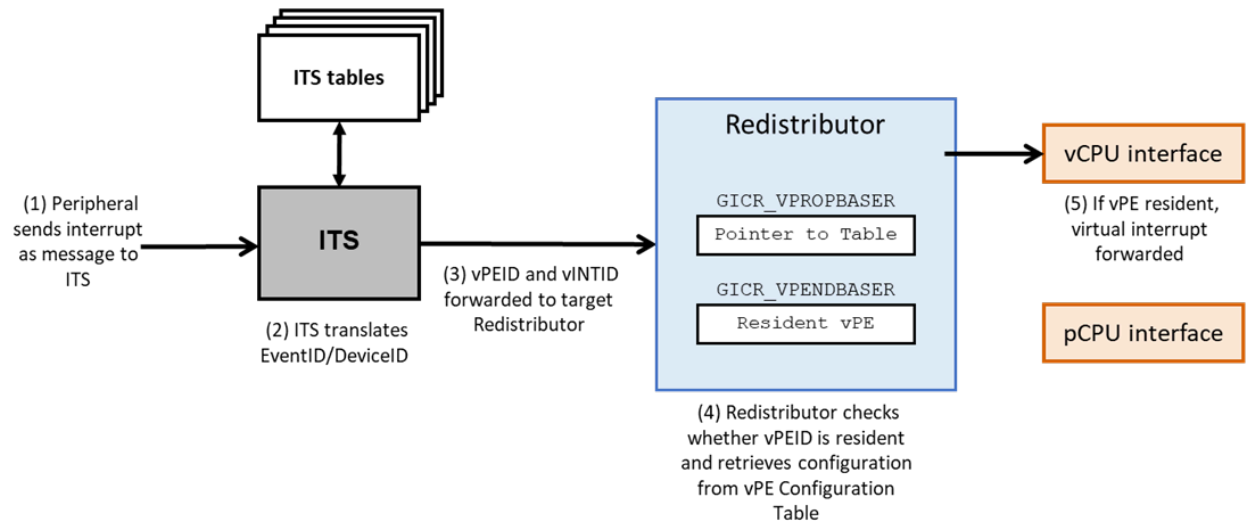 ITS tables
(1) Peripheral
sends interrupt
as message to
ITS
ITS
(2) ITS translates
EventID/DeviceID
(3) vPEID and vINTID
forwarded to target
Redistributor
Redistributor
GICR_VPROPBASER
Pointer to Table
GICR_VPENDBASER
Resident vPE
(4) Redistributor checks
whether vPEID is resident
and retrieves configuration
from vPE Configuration
Table
vCPU interface
(5) If vPE resident,
virtual interrupt
forwarded
pCPU interface